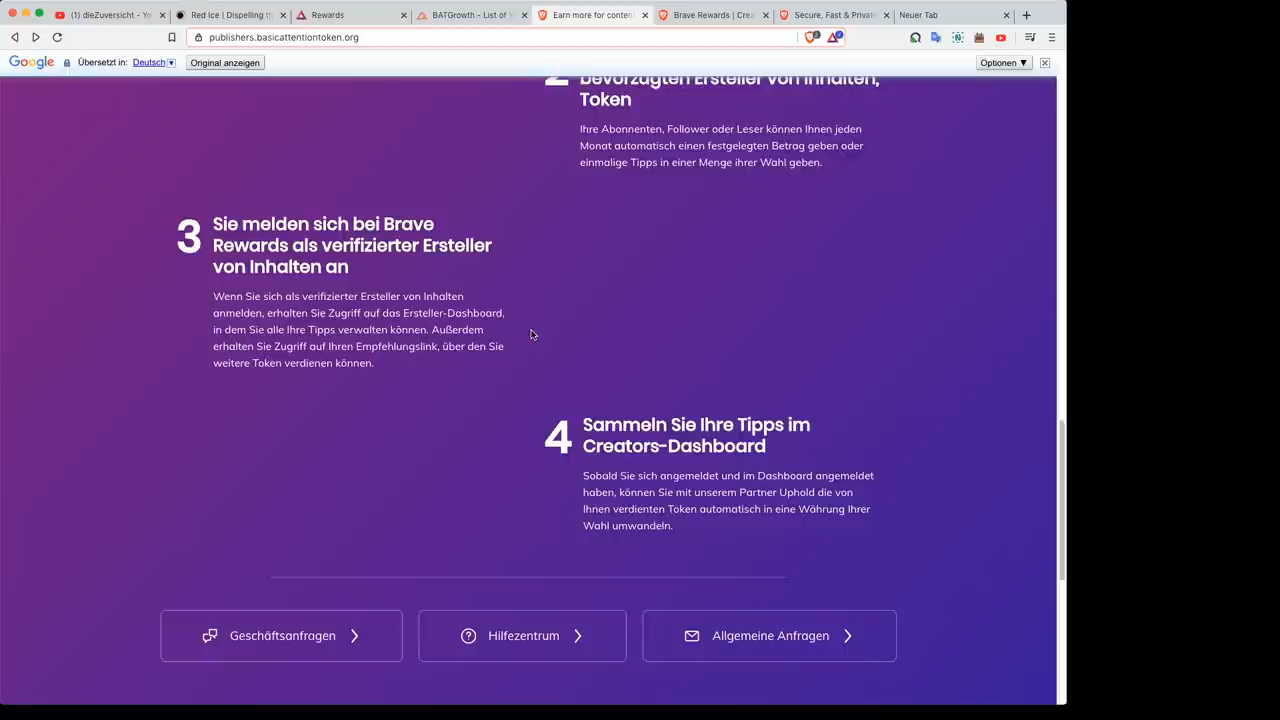 (1) dieZuversicht - Yo
Red Ice | Dispelling th
Rewards
BATGrowth - List of
Earn more for conten
Brave Rewards | Crea
Secure, Fast & Private
Neuer Tab
publishers.basicattentiontoken.org
Google
Übersetzt in: Deutsch
Original anzeigen
Optionen ▼
2 bevorzugten Ersteller von Inhalten,
Token
Ihre Abonnenten, Follower oder Leser können Ihnen jeden
Monat automatisch einen festgelegten Betrag geben oder
einmalige Tipps in einer Menge ihrer Wahl geben.
3 Sie melden sich bei Brave
Rewards als verifizierter Ersteller
von Inhalten an
Wenn Sie sich als verifizierter Ersteller von Inhalten
anmelden, erhalten Sie Zugriff auf das Ersteller-Dashboard,
in dem Sie alle Ihre Tipps verwalten können. Außerdem
erhalten Sie Zugriff auf Ihren Empfehlungslink, über den Sie
weitere Token verdienen können.
4 Sammeln Sie Ihre Tipps im
Creators-Dashboard
Sobald Sie sich angemeldet und im Dashboard angemeldet
haben, können Sie mit unserem Partner Uphold die von
Ihnen verdienten Token automatisch in eine Währung Ihrer
Wahl umwandeln.
Geschäftsanfragen
Hilfezentrum
Allgemeine Anfragen